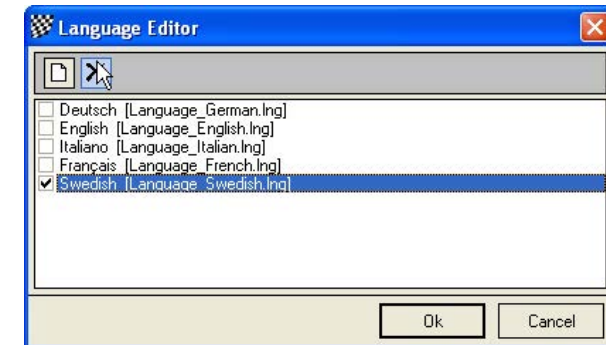 Language Editor
Deutsch [Language_German.lng]
English [Language_English.lng]
Italiano [Language_Italian.lng]
Français [Language_French.lng]
Swedish [Language_Swedish.lng]
Ok Cancel